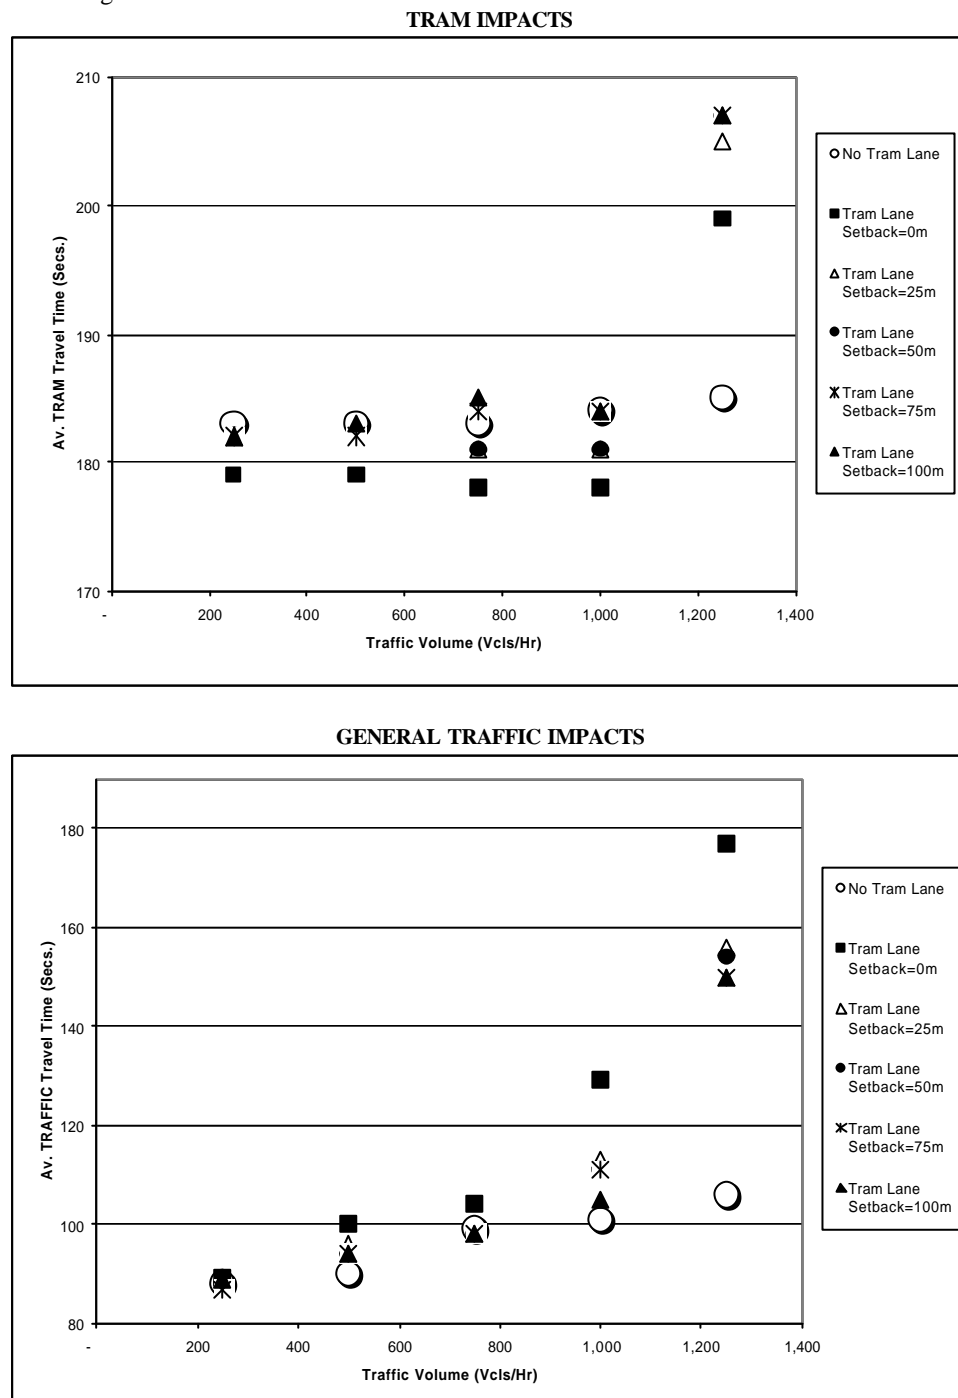 TRAM IMPACTS
210
200
190
180
170
Av. TRAM Travel Time (Secs.)
-
200
400
600
800
1,000
1,200
1,400
Traffic Volume (Vcls/Hr)
No Tram Lane
Tram Lane
Setback=0m
Tram Lane
Setback=25m
Tram Lane
Setback=50m
Tram Lane
Setback=75m
Tram Lane
Setback=100m
GENERAL TRAFFIC IMPACTS
180
160
140
120
100
80
Av. TRAFFIC Travel Time (Secs.)
-
200
400
600
800
1,000
1,200
1,400
Traffic Volume (Vcls/Hr)
No Tram Lane
Tram Lane
Setback=0m
Tram Lane
Setback=25m
Tram Lane
Setback=50m
Tram Lane
Setback=75m
Tram Lane
Setback=100m